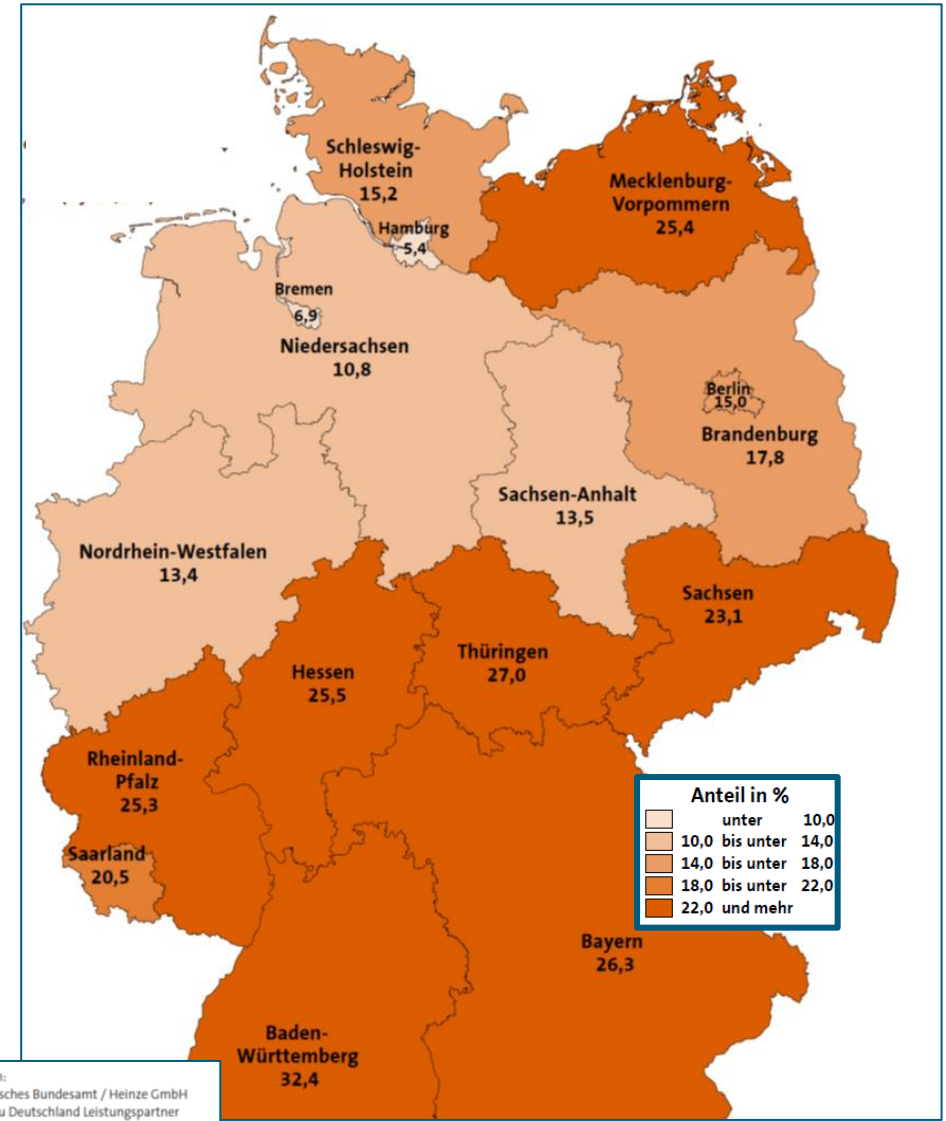 Schleswig-
Holstein
15,2
Mecklenburg-
Vorpommern
25,4
Hamburg
5,4
Bremen
6,9
Niedersachsen
10,8
Berlin
15,0
Brandenburg
17,8
Sachsen-Anhalt
13,5
Nordrhein-Westfalen
13,4
Sachsen
23,1
Thüringen
27,0
Hessen
25,5
Rheinland-
Pfalz
25,3
Saarland
20,5
Anteil in %
unter 10,0
10,0 bis unter 14,0
14,0 bis unter 18,0
18,0 bis unter 22,0
22,0 und mehr
Bayern
26,3
Baden-
Württemberg
32,4
sches Bundesamt / Heinze GmbH
u Deutschland Leistungspartner